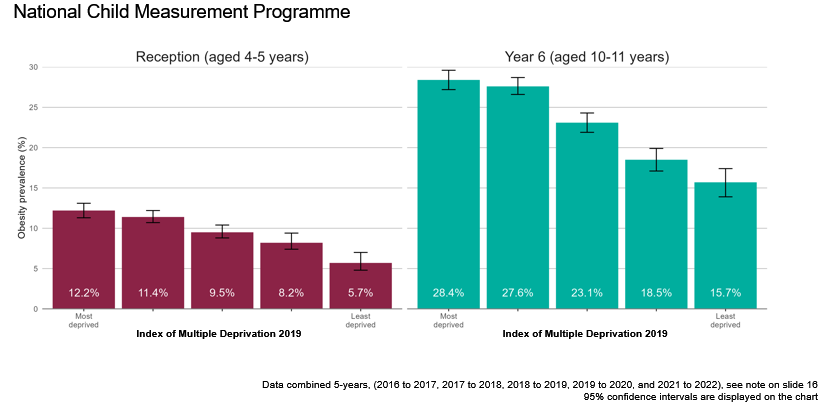 National Child Measurement Programme
Reception (aged 4-5 years)
Year 6 (aged 10-11 years)
Obesity prevalence (%)
30
25
20
15
10
5
0
12.2%
11.4%
9.5%
8.2%
5.7%
28.4%
27.6%
23.1%
18.5%
15.7%
Most
deprived
Least
deprived
Most
deprived
Least deprived
Index of Multiple Deprivation 2019
Index of Multiple Deprivation 2019
Data combined 5-years, (2016 to 2017, 2017 to 2018, 2018 to 2019, 2019 to 2020, and 2021 to 2022), see note on slide 16
95% confidence intervals are displayed on the chart